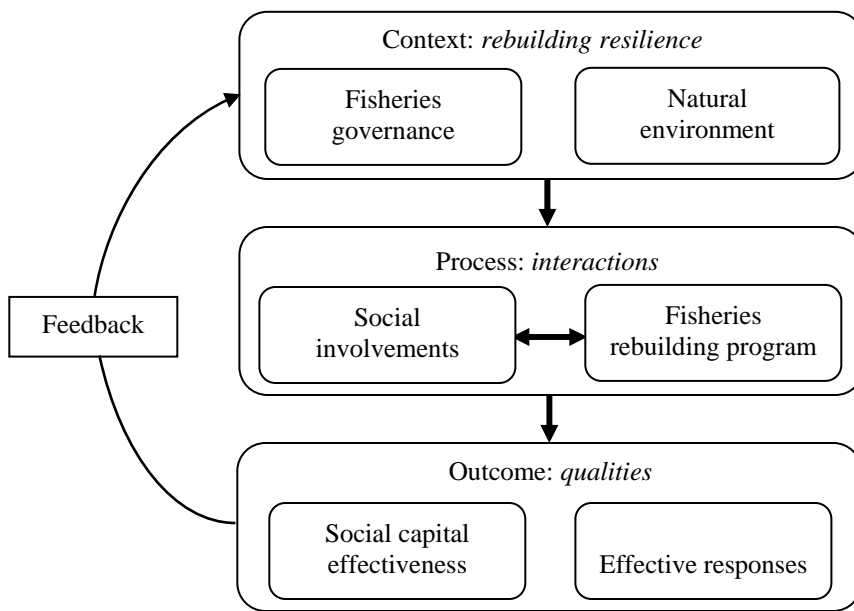 Context: rebuilding resilience
Fisheries
governance
Natural
environment
Process: interactions
Feedback
Social
involvements
Fisheries
rebuilding program
Outcome: qualities
Social capital
effectiveness
Effective responses